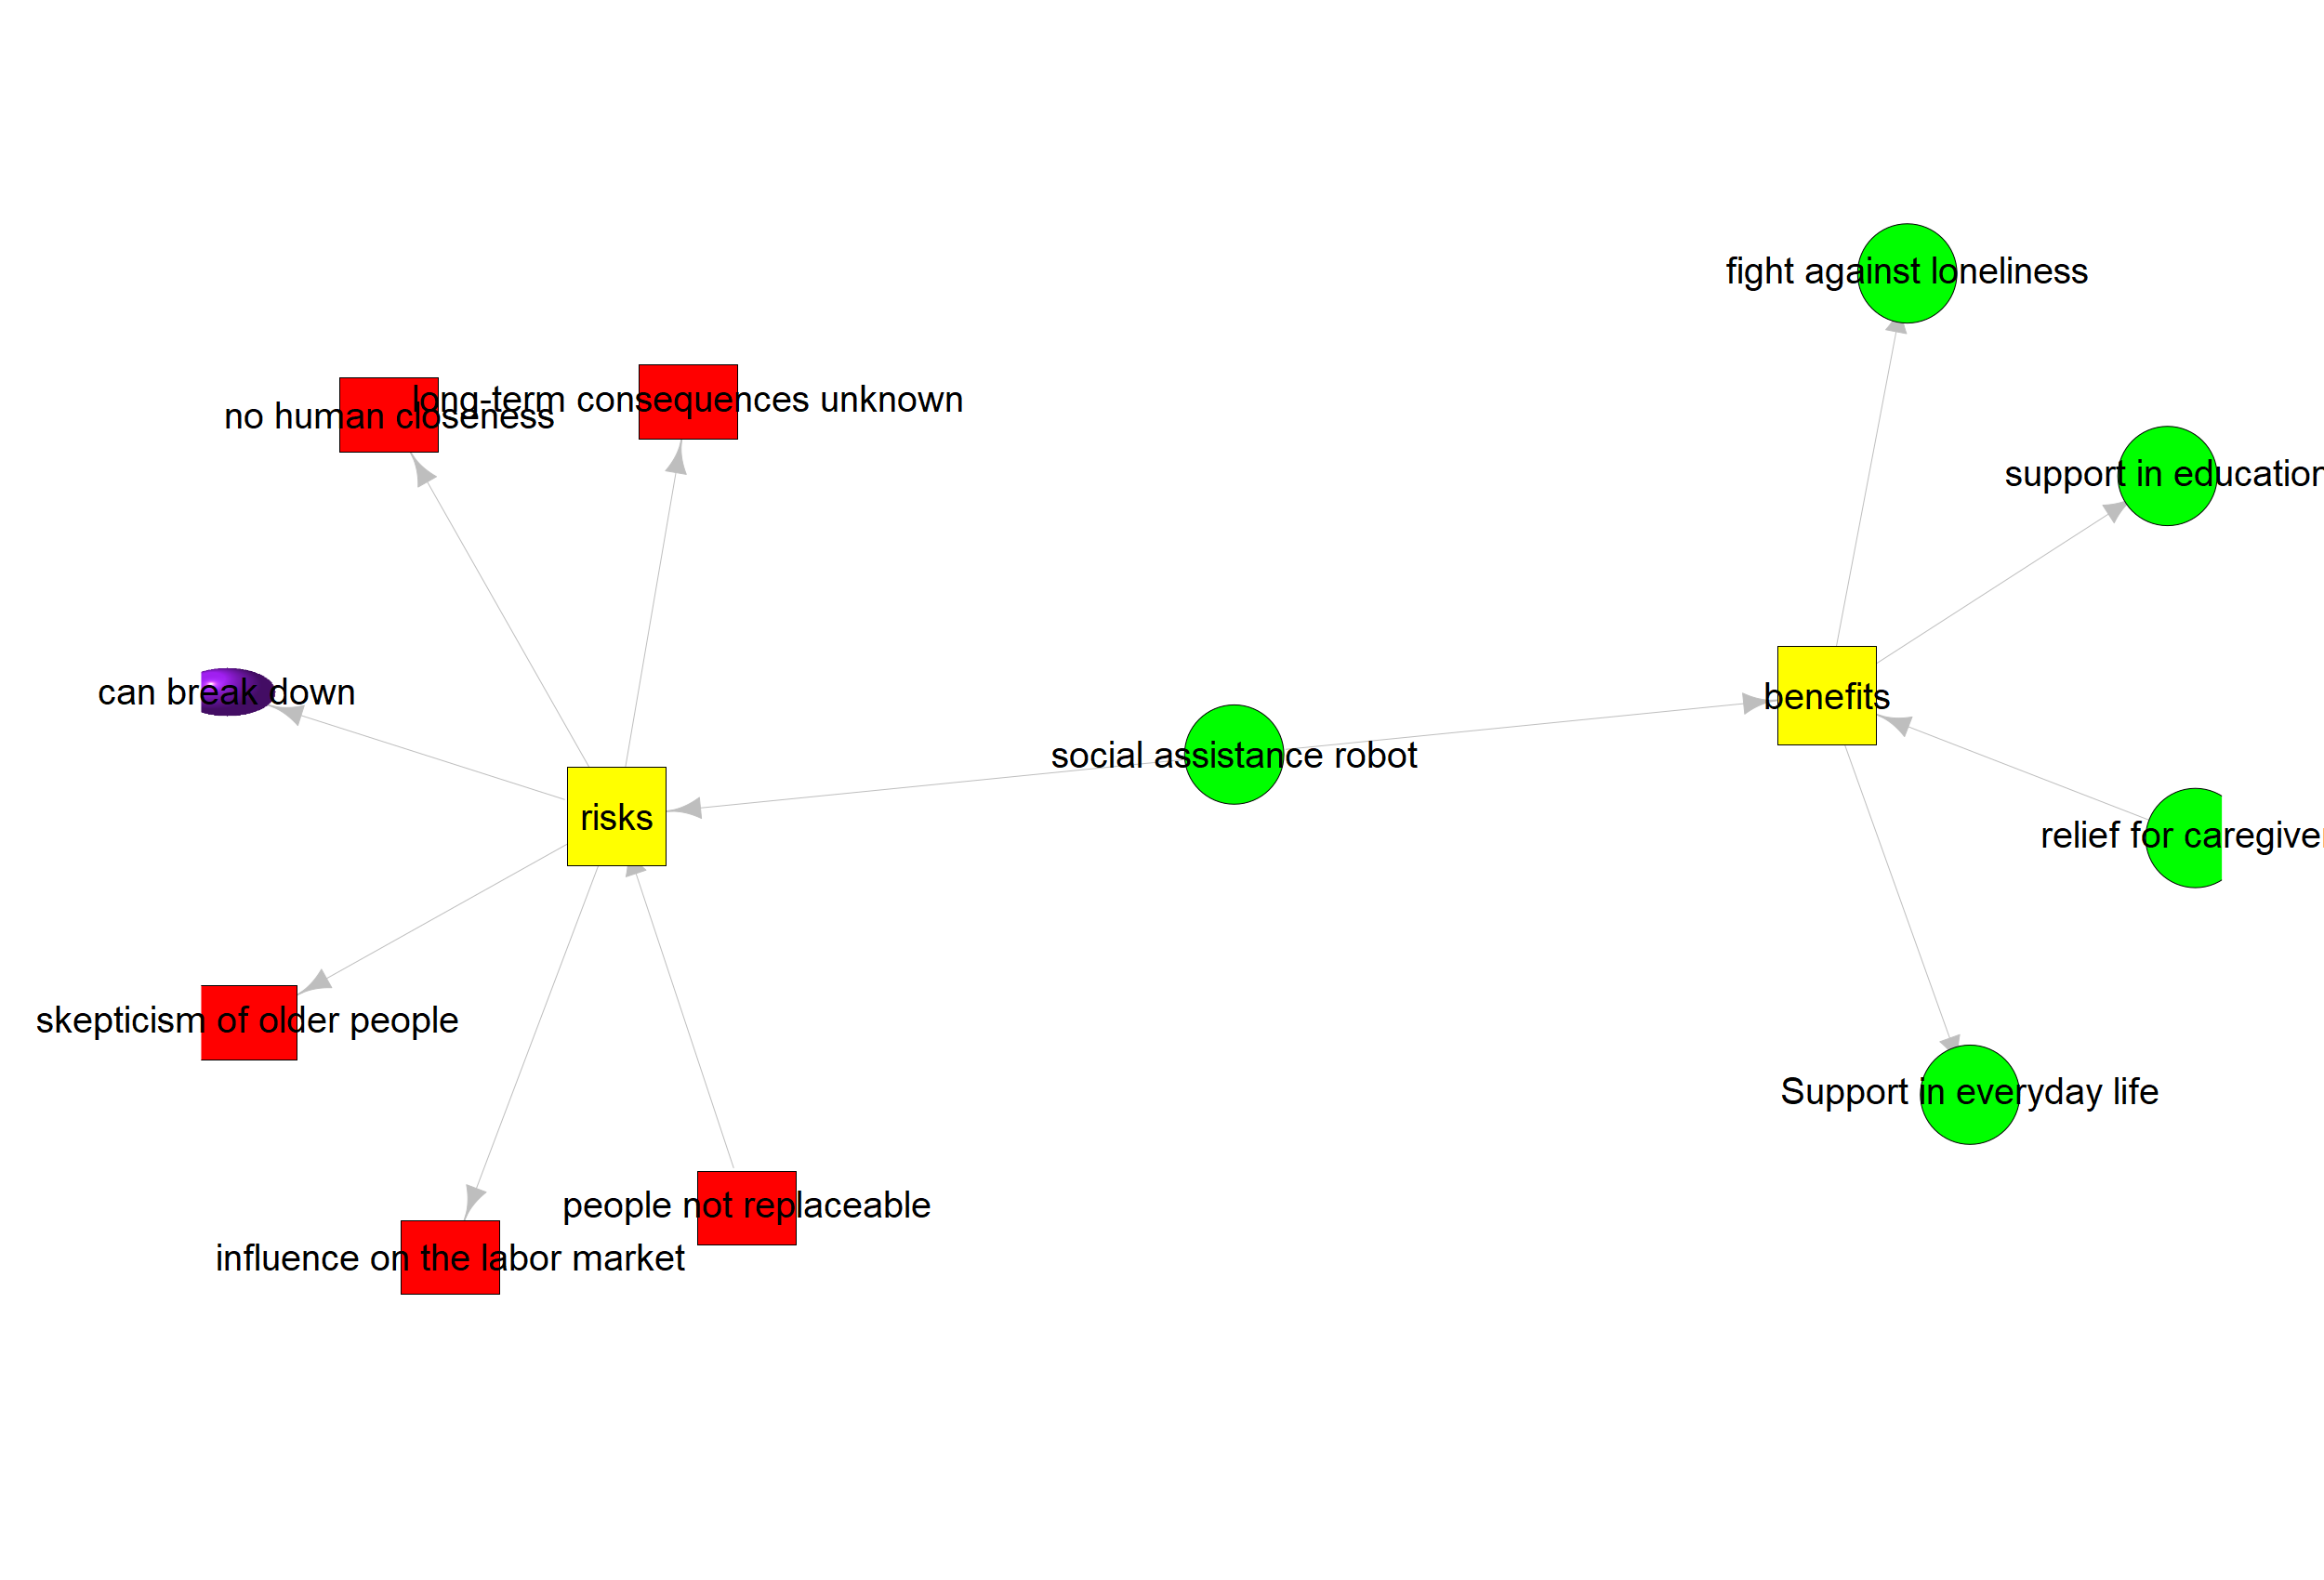 fight against loneliness
support in education
no human closeness
long-term consequences unknown
can break down
benefits
social assistance robot
risks
relief for caregiver
skepticism of older people
Support in everyday life
people not replaceable
influence on the labor market